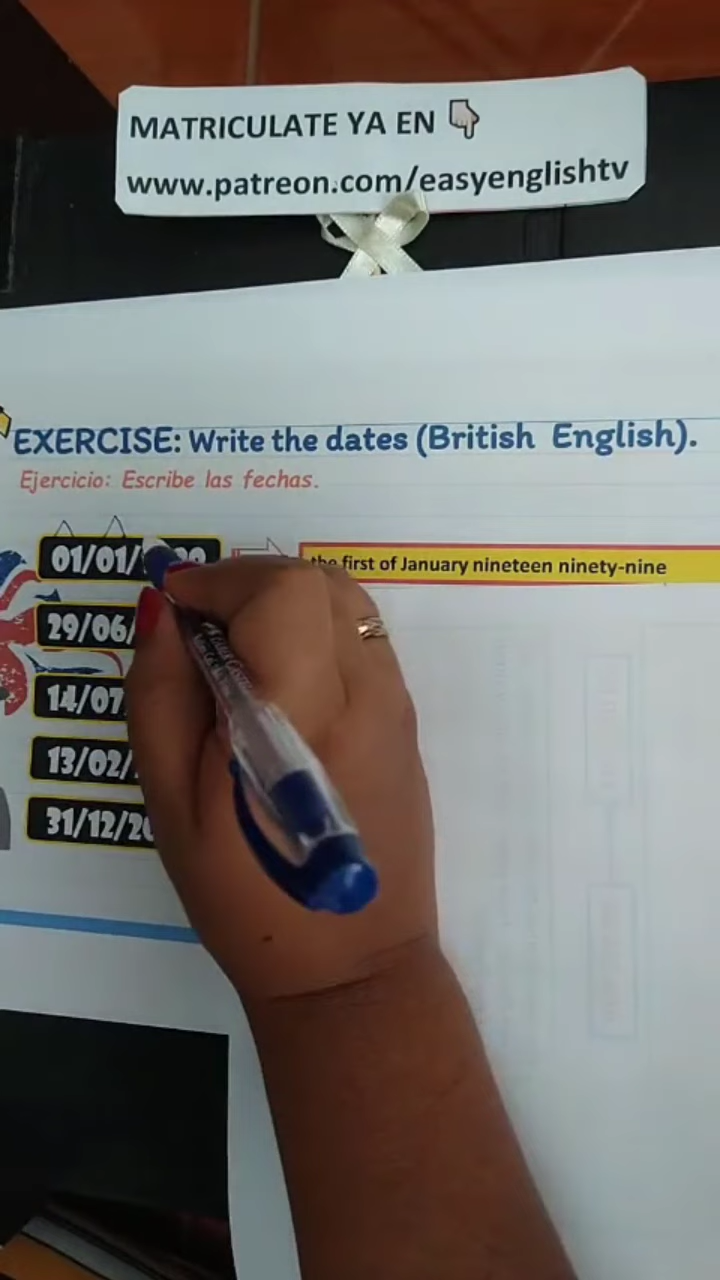 MATRICULATE YA EN
www.patreon.com/easyenglishtv
EXERCISE: Write the dates (British English).
Ejercicio: Escribe las fechas.
01/01/
the first of January nineteen ninety-nine
29/06/
14/07
13/02/
31/12/20